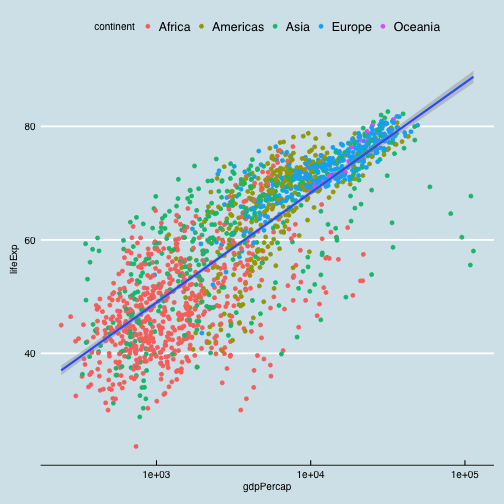 continent Africa Americas Asia Europe Oceania
80
60
40
lifeExp
1e+03 1e+04 1e+05
gdpPercap